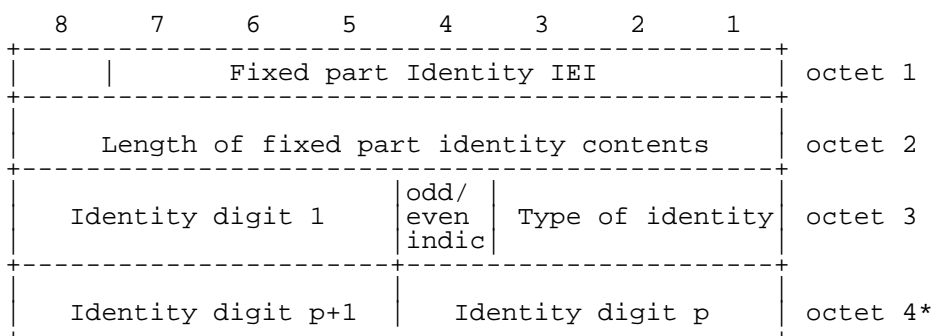 8 7 6 5 4 3 2 1
Fixed part Identity IEI octet 1
Length of fixed part identity contents octet 2
odd/
Identity digit 1 even Type of identity octet 3
indic
Identity digit p+1 Identity digit p octet 4*